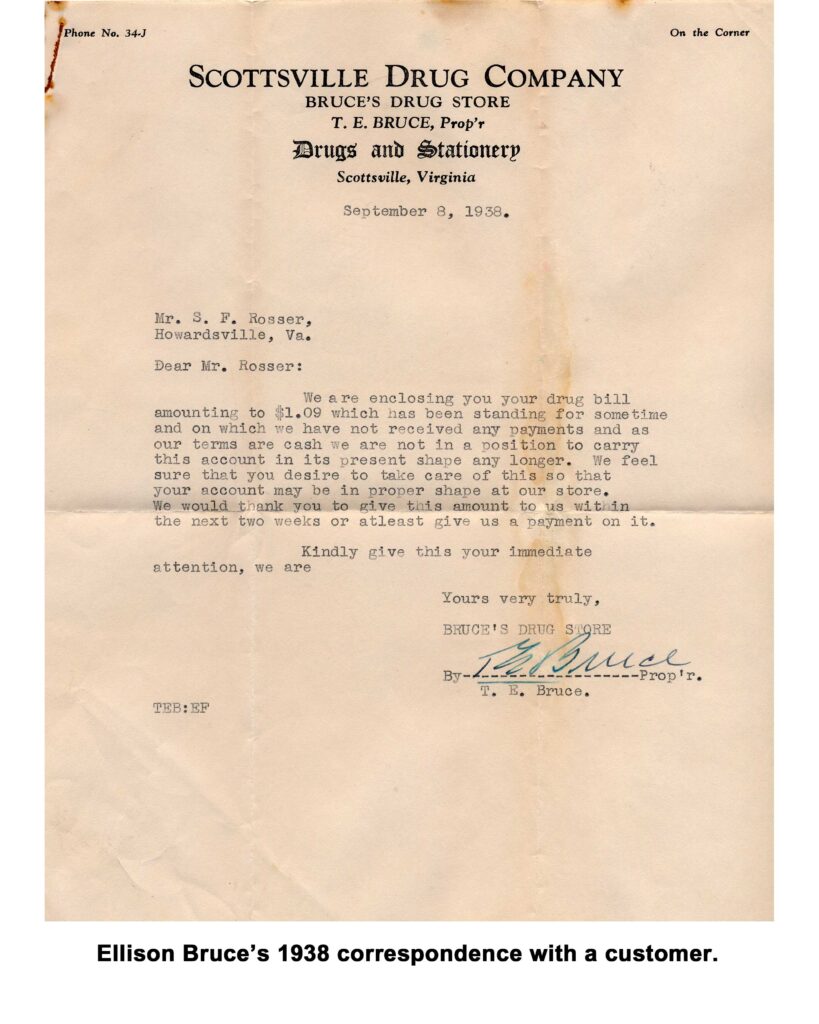 Phone No. 34-J
On the Corner
SCOTTSVILLE DRUG COMPANY
BRUCE'S DRUG STORE
T. E. BRUCE, Prop'r
Drugs and Stationery
Scottsville, Virginia
September 8, 1938.
Mr. S. F. Rosser,
Howardsville, Va.
Dear Mr. Rosser:
We are enclosing you your drug bill
amounting to $1.09 which has been standing for sometime
and on which we have not received any payments and as
our terms are cash we are not in a position to carry
this account in its present shape any longer. We feel
sure that you desire to take care of this so that
your account may be in proper shape at our store.
We would thank you to give this amount to us within
the next two weeks or atleast give us a payment on it.
Kindly give this your immediate
attention, we are
Yours very truly,
BRUCE'S DRUG STORE
T E Bruce
By--------------------Prop'r.
T. E. Bruce.
TEB:EF
Ellison Bruce’s 1938 correspondence with a customer.